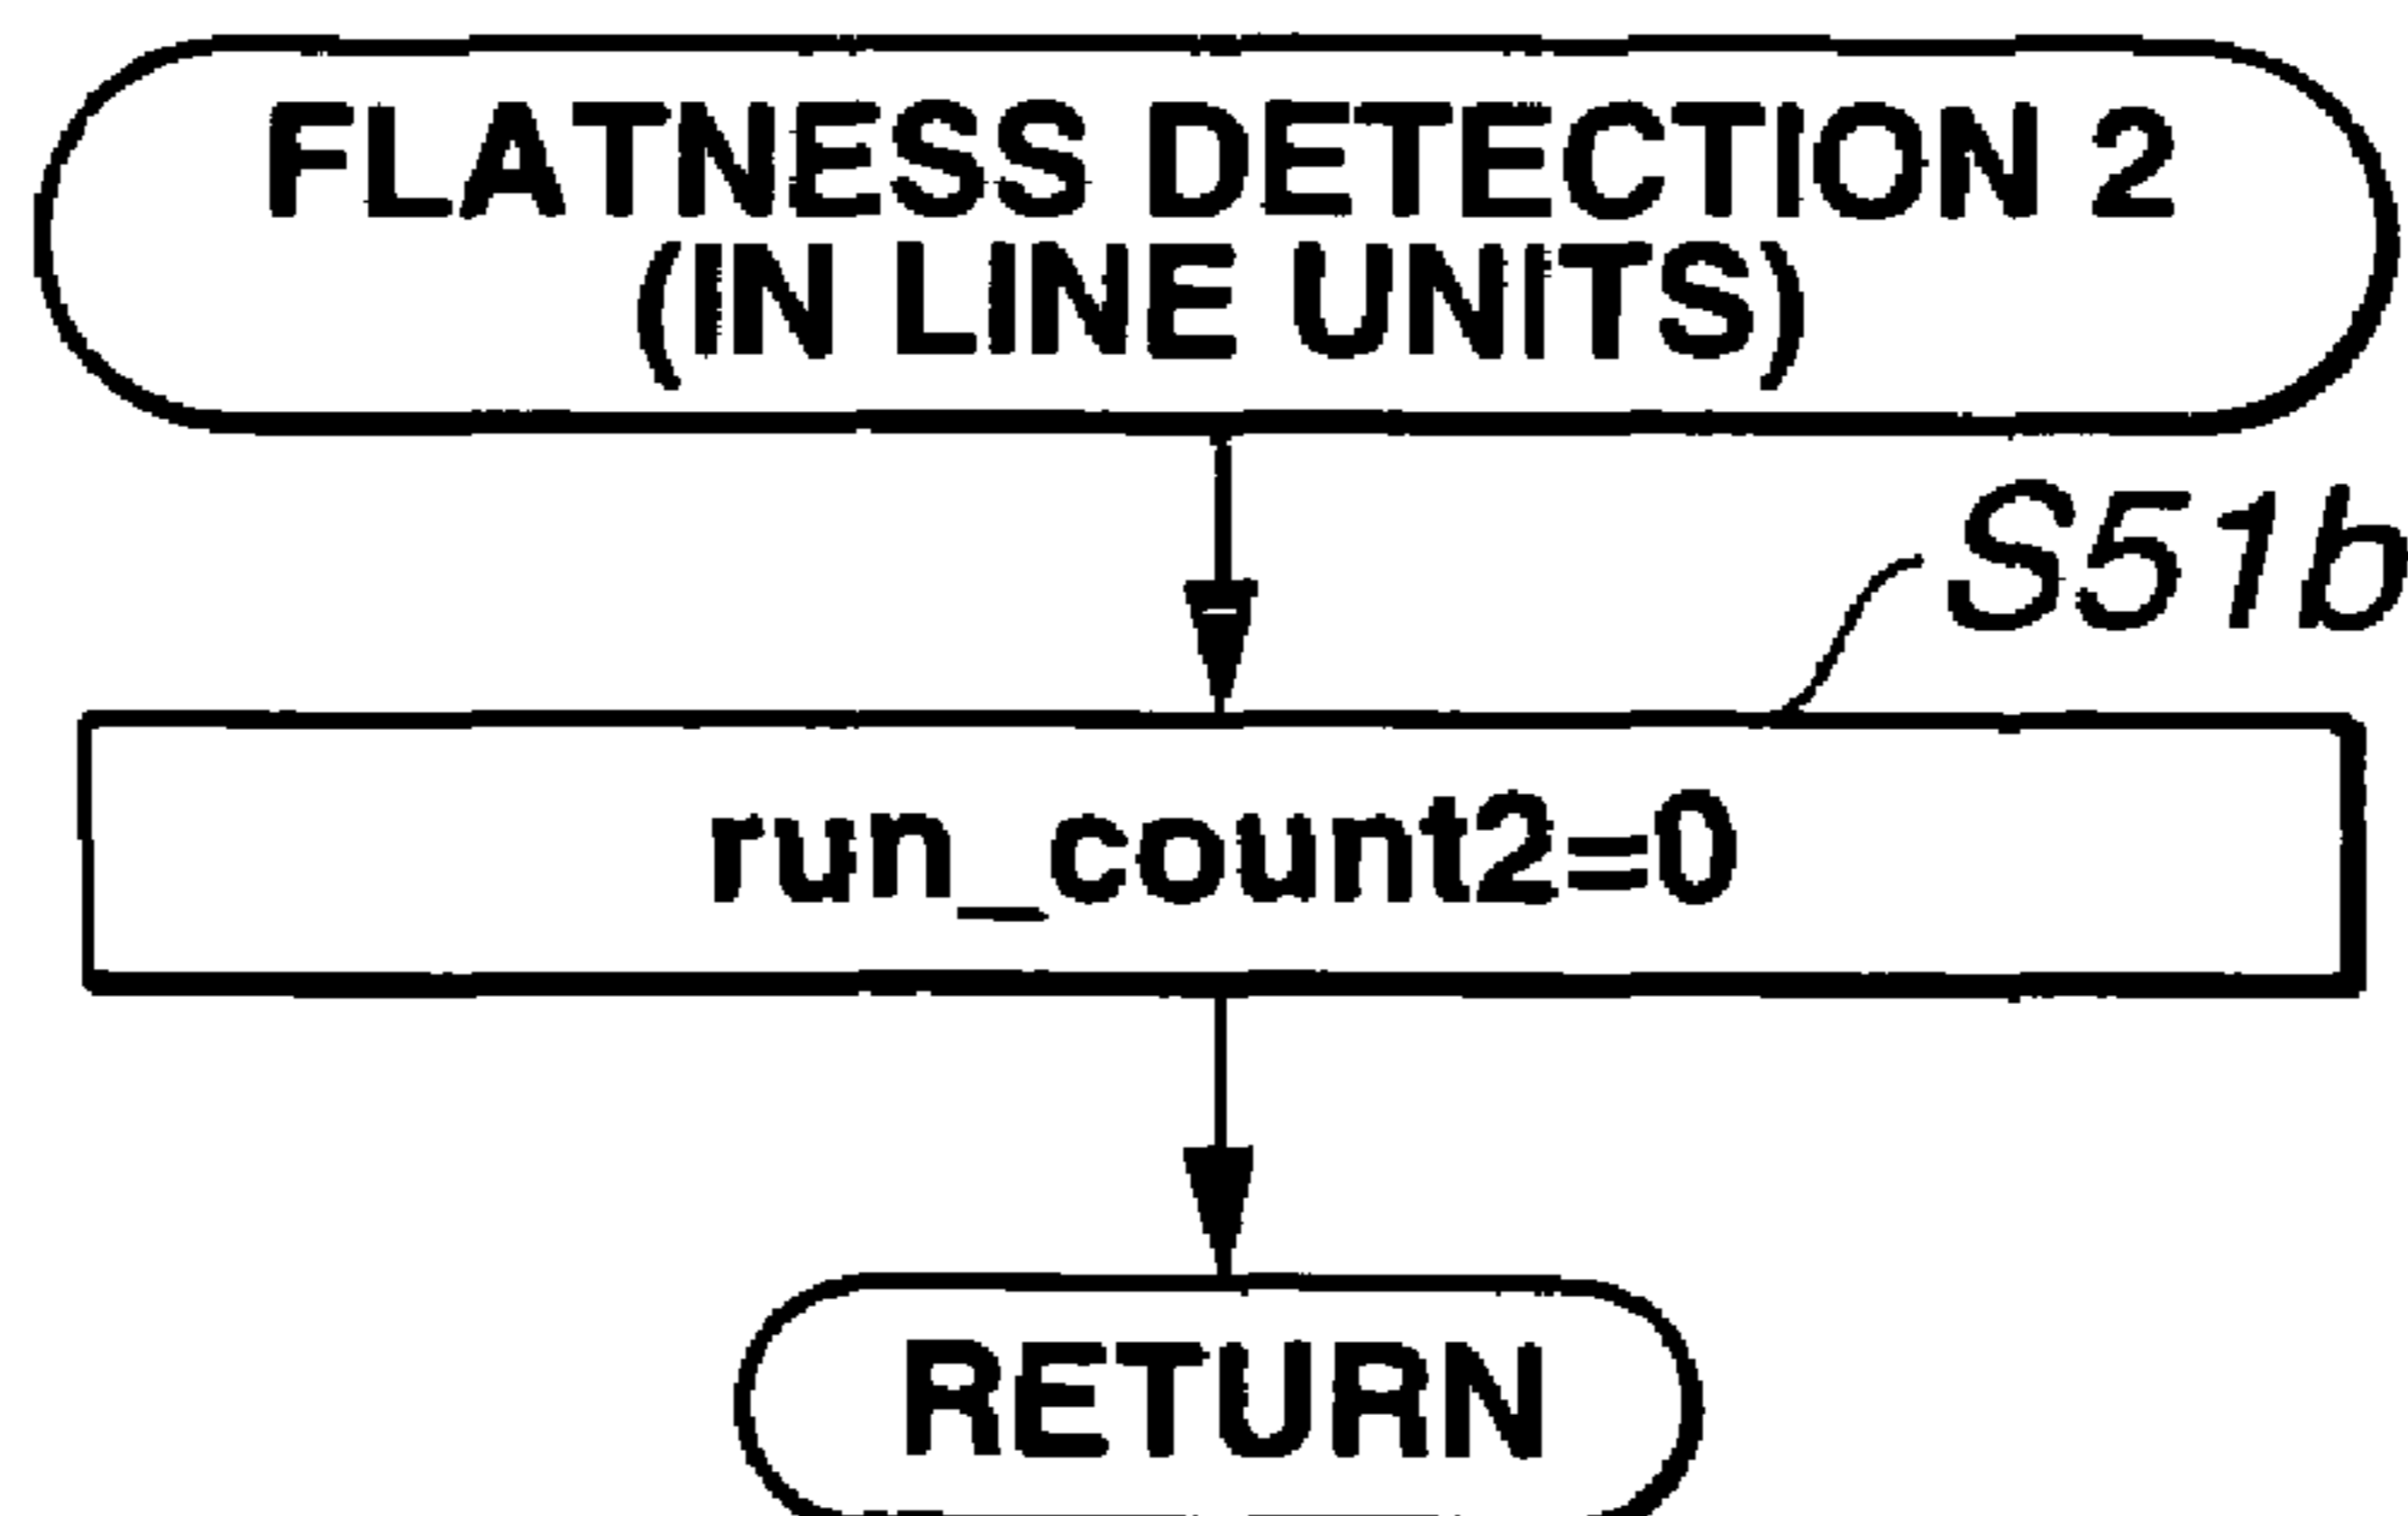 FLATNESS DETECTION 2
(IN LINE UNITS)
S51b
run_count2=0
RETURN